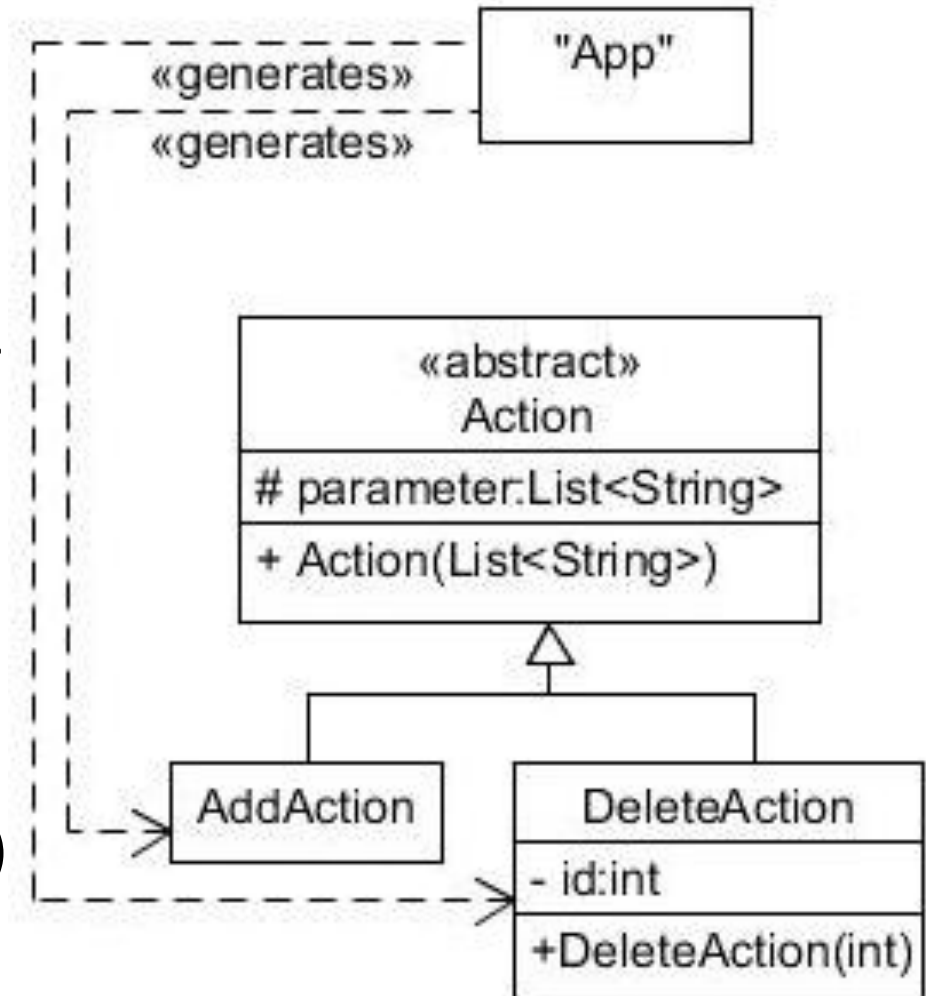 "App"
«generates»
«generates»
«abstract»
Action
# parameter:List<String>
+ Action(List<String>)
AddAction
DeleteAction
- id:int
+DeleteAction(int)
)